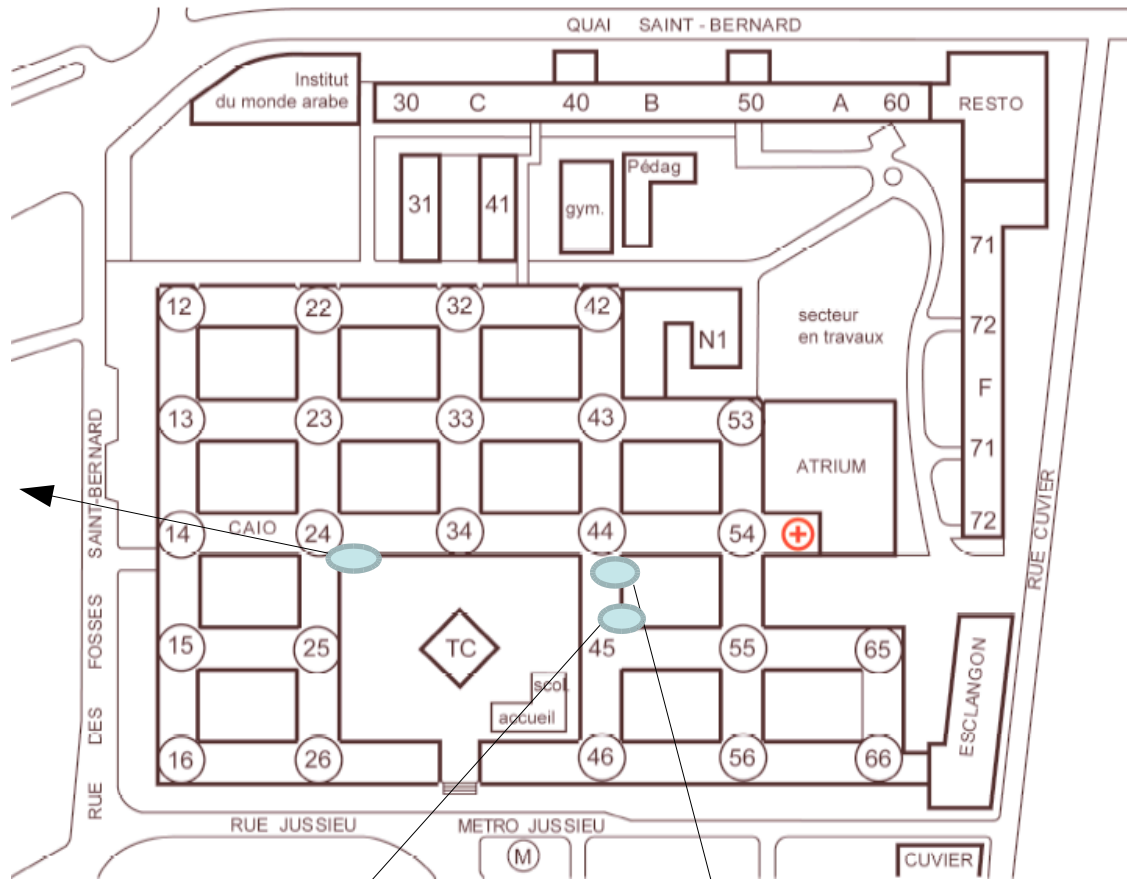 QUAI SAINT - BERNARD
Institut
du monde arabe
30 C 40 B 50 A 60
RESTO
Pédag
31 41 gym.
71
12 22 32 42
secteur
en travaux
72
N1
F
13 23 33 43 53
71
ATRIUM
72
CAIO
14 24 34 44 54
RUE CUVIER
RUE DES FOSSES SAINT-BERNARD
15 25 TC 45 55 65
scol.
accueil
16 26 46 56 66
ESCLANGON
RUE JUSSIEU
METRO JUSSIEU
M
CUVIER